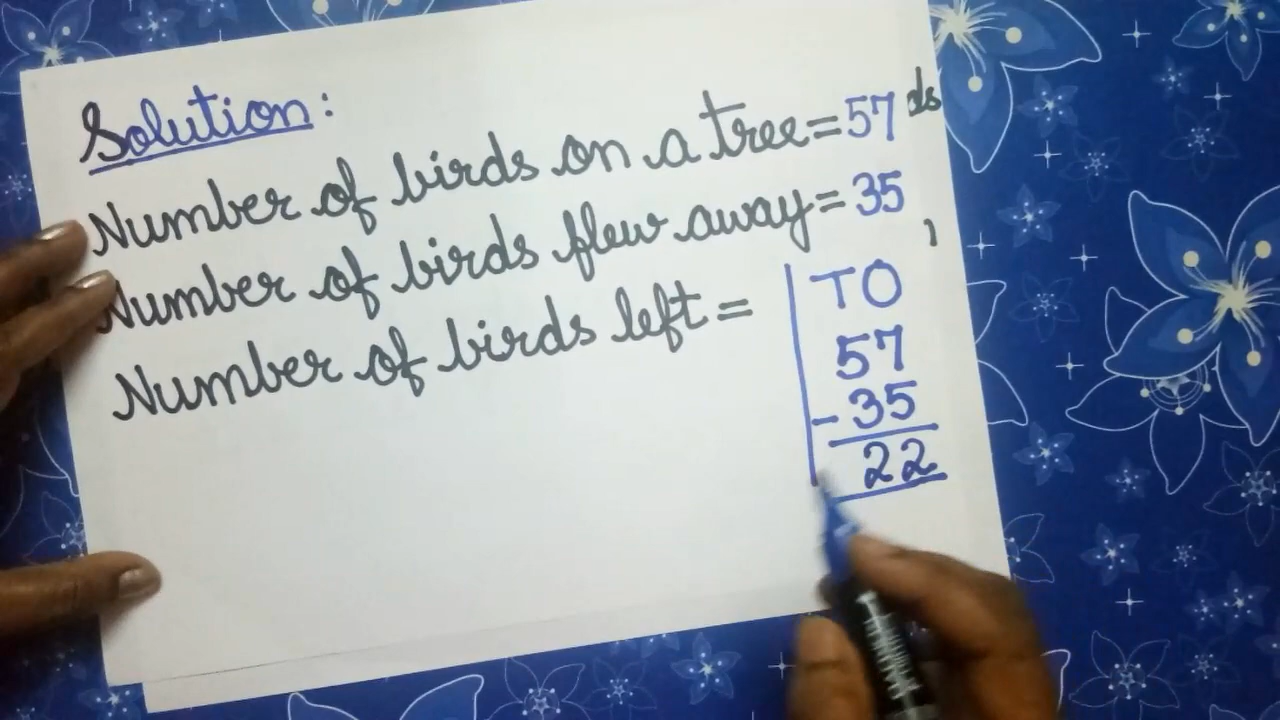 Solution:
Number of birds on a tree = 57
ds
Number of birds flew away = 35
Number of birds left =
TO
57
- 35
22